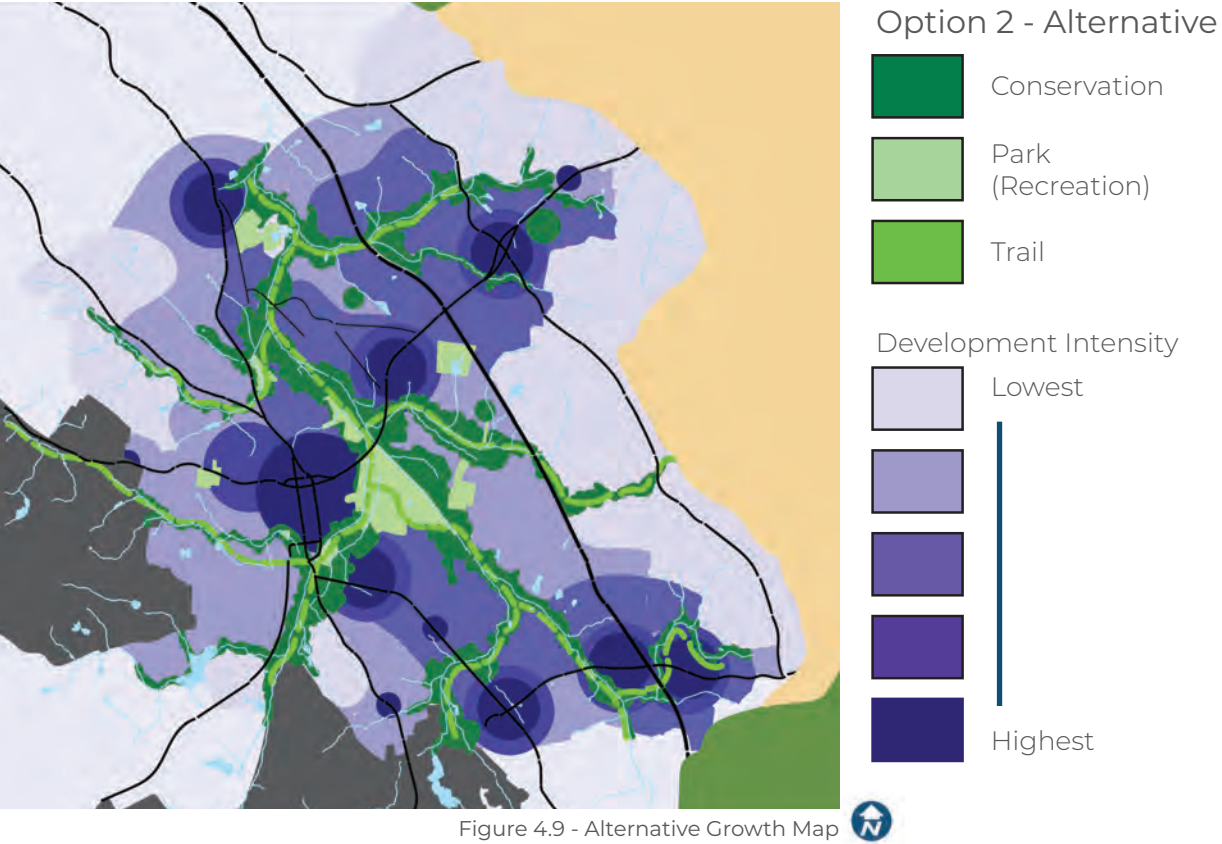 Option 2 - Alternative
Conservation
Park
(Recreation)
Trail
Development Intensity
Lowest
Highest
Figure 4.9 - Alternative Growth Map
N